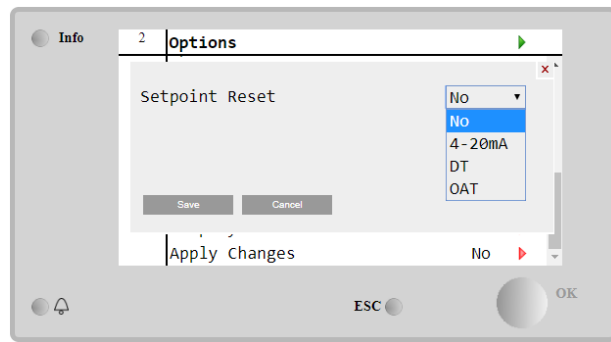 Info
2 Options
x
Setpoint Reset No
No
4-20mA
DT
OAT
Save Cancel
Apply Changes No
ESC
OK